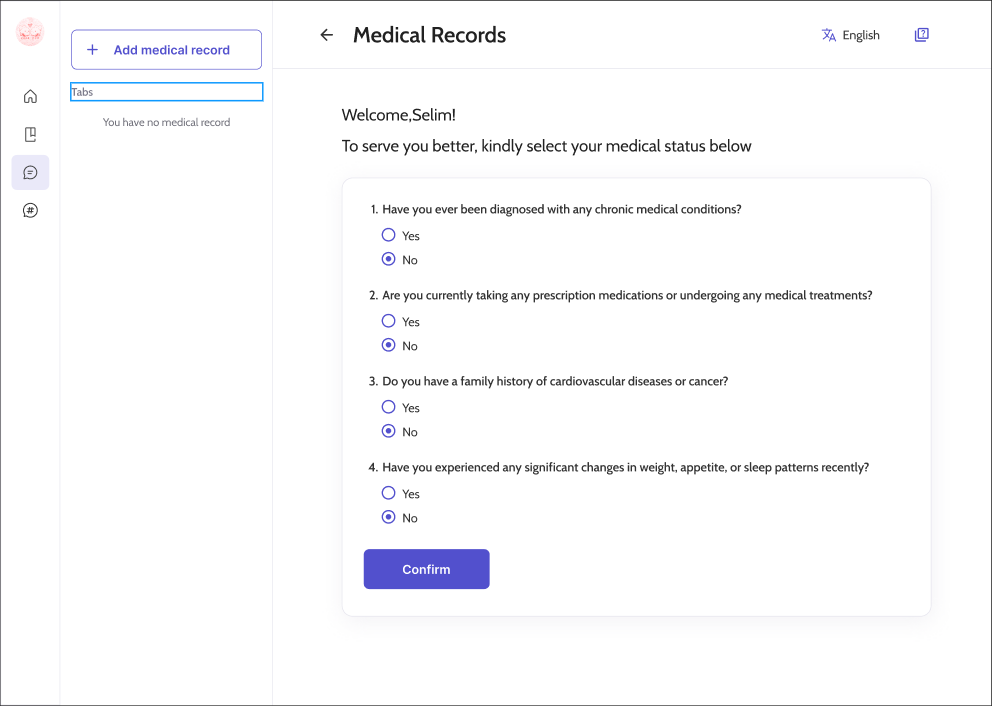 Medical Records
English
Add medical record
Tabs
You have no medical record
Welcome,Selim!
To serve you better, kindly select your medical status below
1. Have you ever been diagnosed with any chronic medical conditions?
Yes
No
2. Are you currently taking any prescription medications or undergoing any medical treatments?
Yes
No
3. Do you have a family history of cardiovascular diseases or cancer?
Yes
No
4. Have you experienced any significant changes in weight, appetite, or sleep patterns recently?
Yes
No
Confirm